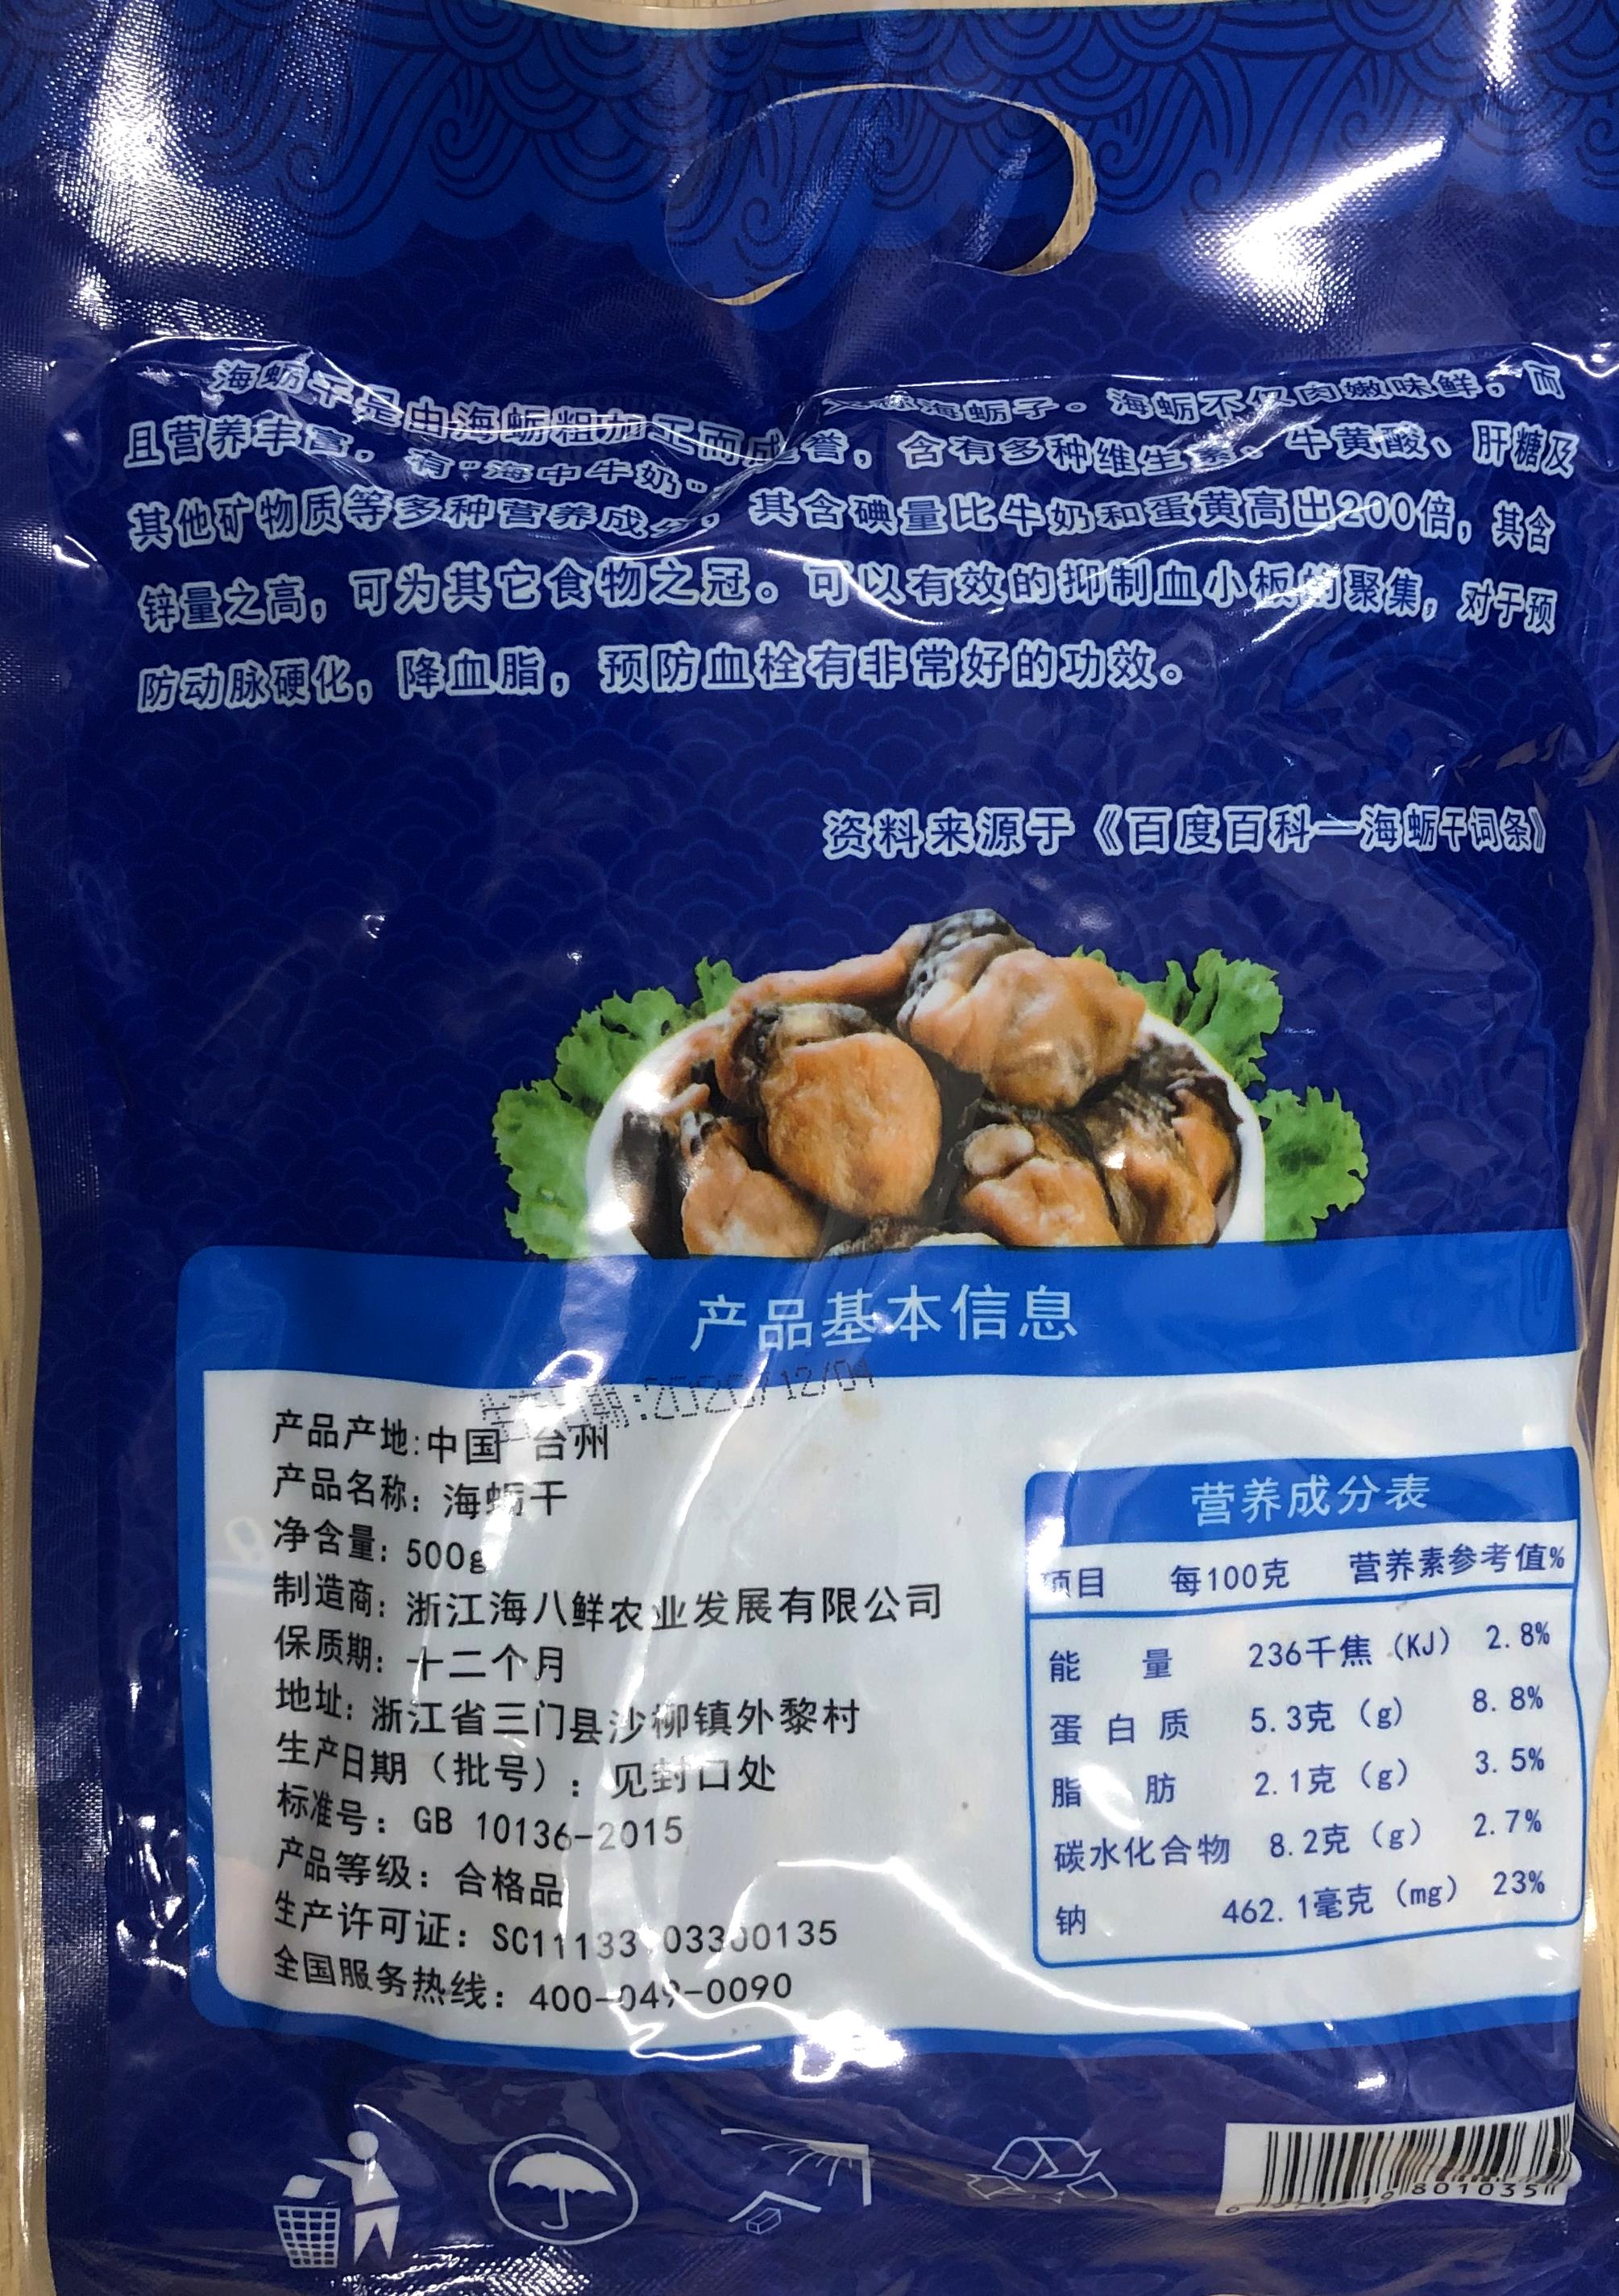 海蛎干是由海蛎粗加工而成 海蛎子。海蛎不仅肉嫩味鲜，而
且营养丰富，有"海中牛奶" 誉，含有多种维生素、牛黄酸、肝糖及
其他矿物质等多种营养成分，其含碘量比牛奶和蛋黄高出200倍，其含
锌量之高，可为其它食物之冠。可以有效的抑制血小板的聚集，对于预
防动脉硬化，降血脂，预防血栓有非常好的功效。
资料来源于《百度百科—海蛎干词条》
产品基本信息
生产日期:2020/12/04
产品产地:中国 台州
产品名称：海蛎干
净含量：500g
制造商：浙江海八鲜农业发展有限公司
保质期：十二个月
地址：浙江省三门县沙柳镇外黎村
生产日期（批号）：见封口处
标准号：GB 10136-2015
产品等级：合格品
生产许可证：
全国服务热线：400-049-0090
营养成分表
项目 每100克 营养素参考值%
能量 236千焦（KJ） 2.8%
蛋白质 5.3克（g） 8.8%
脂肪 2.1克（g） 3.5%
碳水化合物 8.2克（g） 2.7%
钠 462.1毫克（mg） 23%